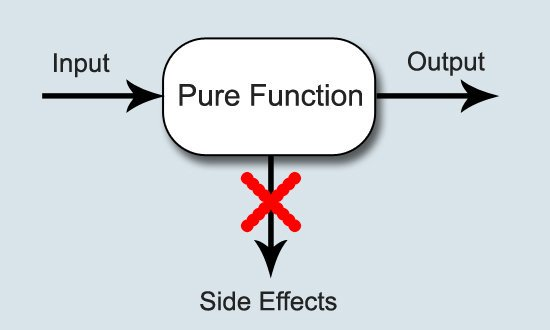 Input
Output
Pure Function
Side Effects